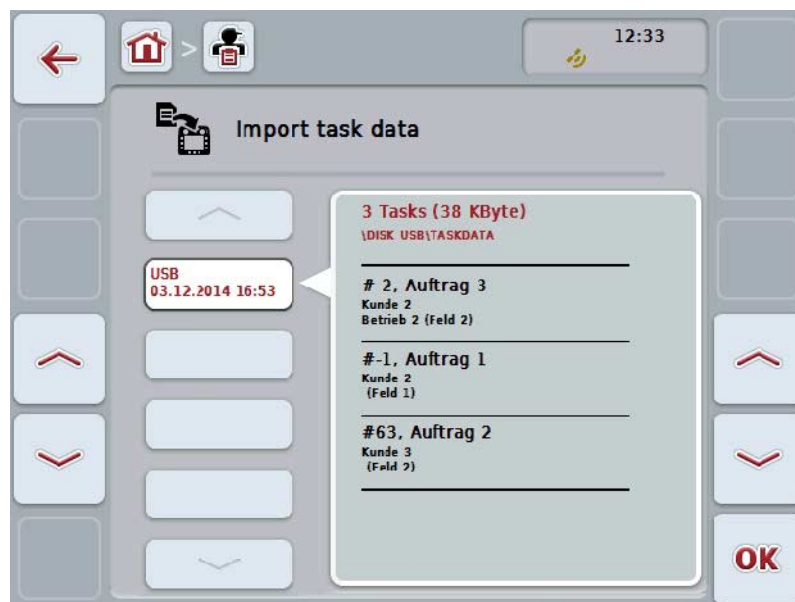 >
12:33
Import task data
3 Tasks (38 KByte)
\DISK USB\TASKDATA
USB
03.12.2014 16:53
# 2, Auftrag 3
Kunde 2
Betrieb 2 (Feld 2)
#-1, Auftrag 1
Kunde 2
(Feld 1)
#63, Auftrag 2
Kunde 3
(Feld 2)
OK